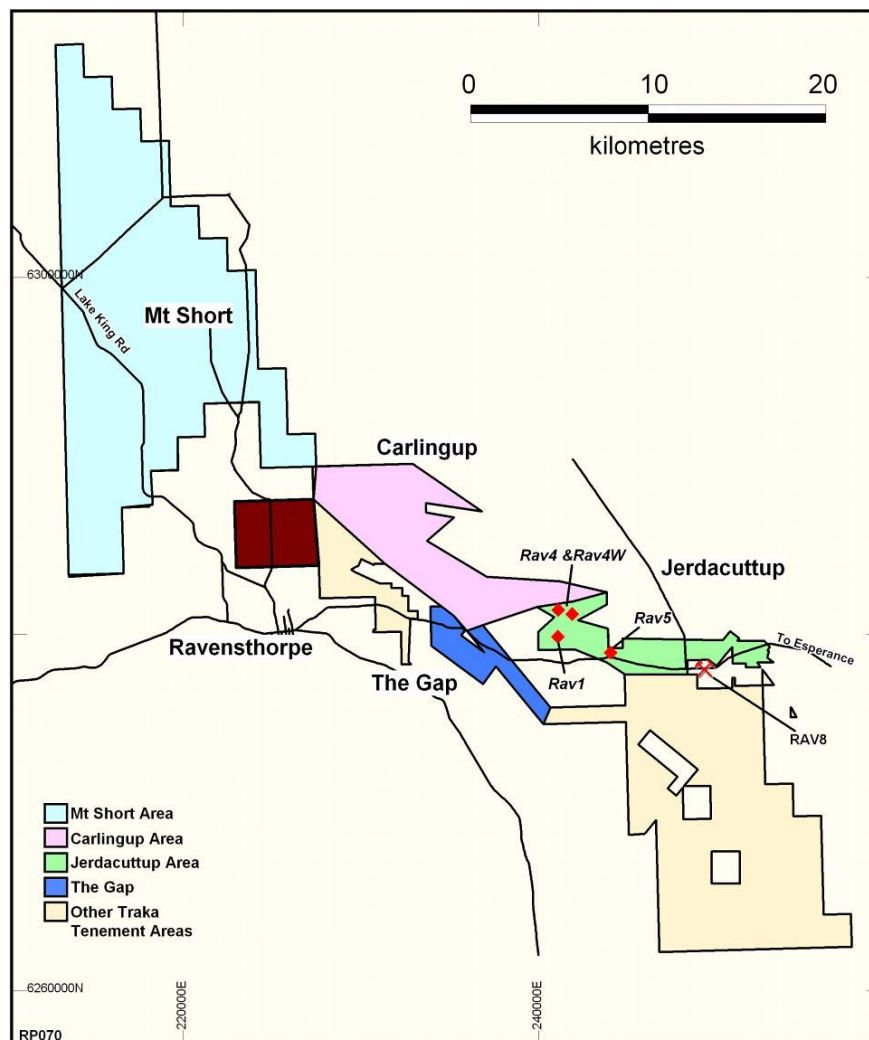 0 10 20
kilometres
6300000N
Lake King Rd
Mt Short
Carlingup
Rav4 &Rav4W
Jerdacuttup
Rav5
To Esperance
Ravensthorpe
The Gap
Rav1
RAV8
Mt Short Area
Carlingup Area
Jerdacuttup Area
The Gap
Other Traka
Tenement Areas
6260000N
220000E
240000E
RP070